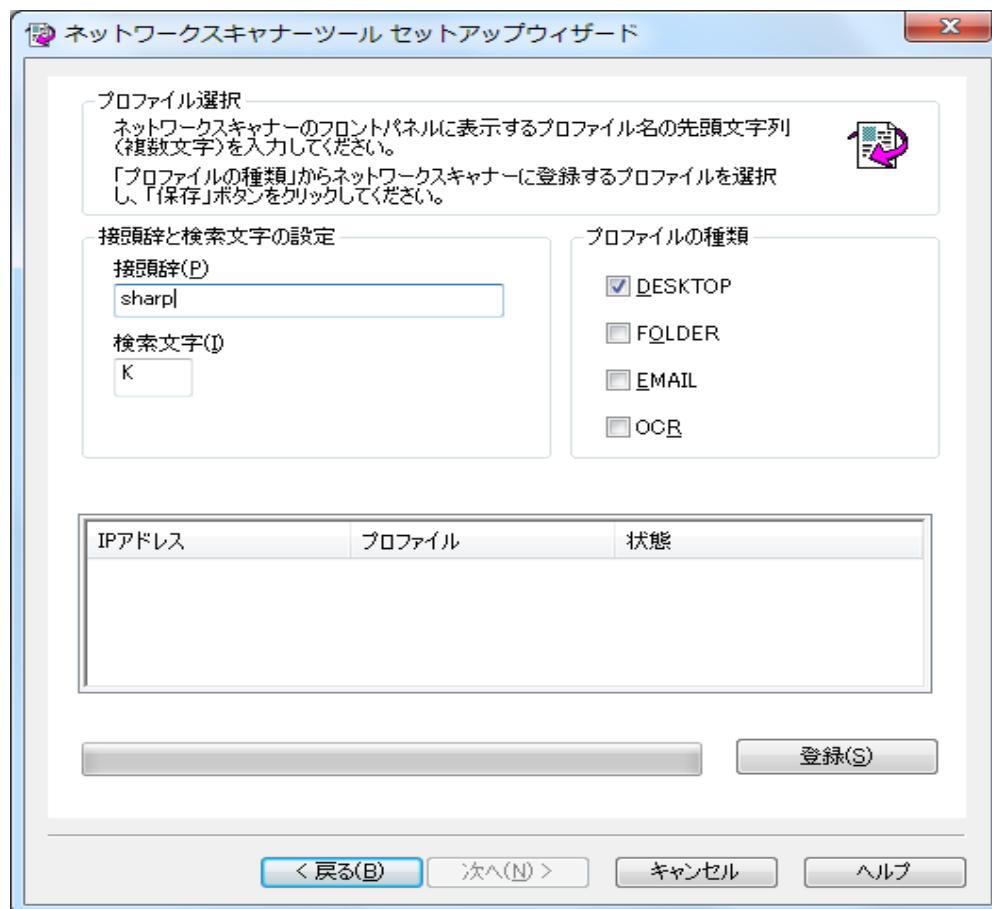 ネットワークスキャナーツール セットアップウィザード
プロファイル選択
ネットワークスキャナーのフロントパネルに表示するプロファイル名の先頭文字列
(複数文字)を入力してください。
「プロファイルの種類」からネットワークスキャナーに登録するプロファイルを選択
し、「保存」ボタンをクリックしてください。
接頭辞と検索文字の設定
接頭辞(P)
sharp
検索文字(I)
K
プロファイルの種類
DESKTOP
FOLDER
EMAIL
OCR
IPアドレス プロファイル 状態
登録(S)
< 戻る(B) 次へ(N) > キャンセル ヘルプ